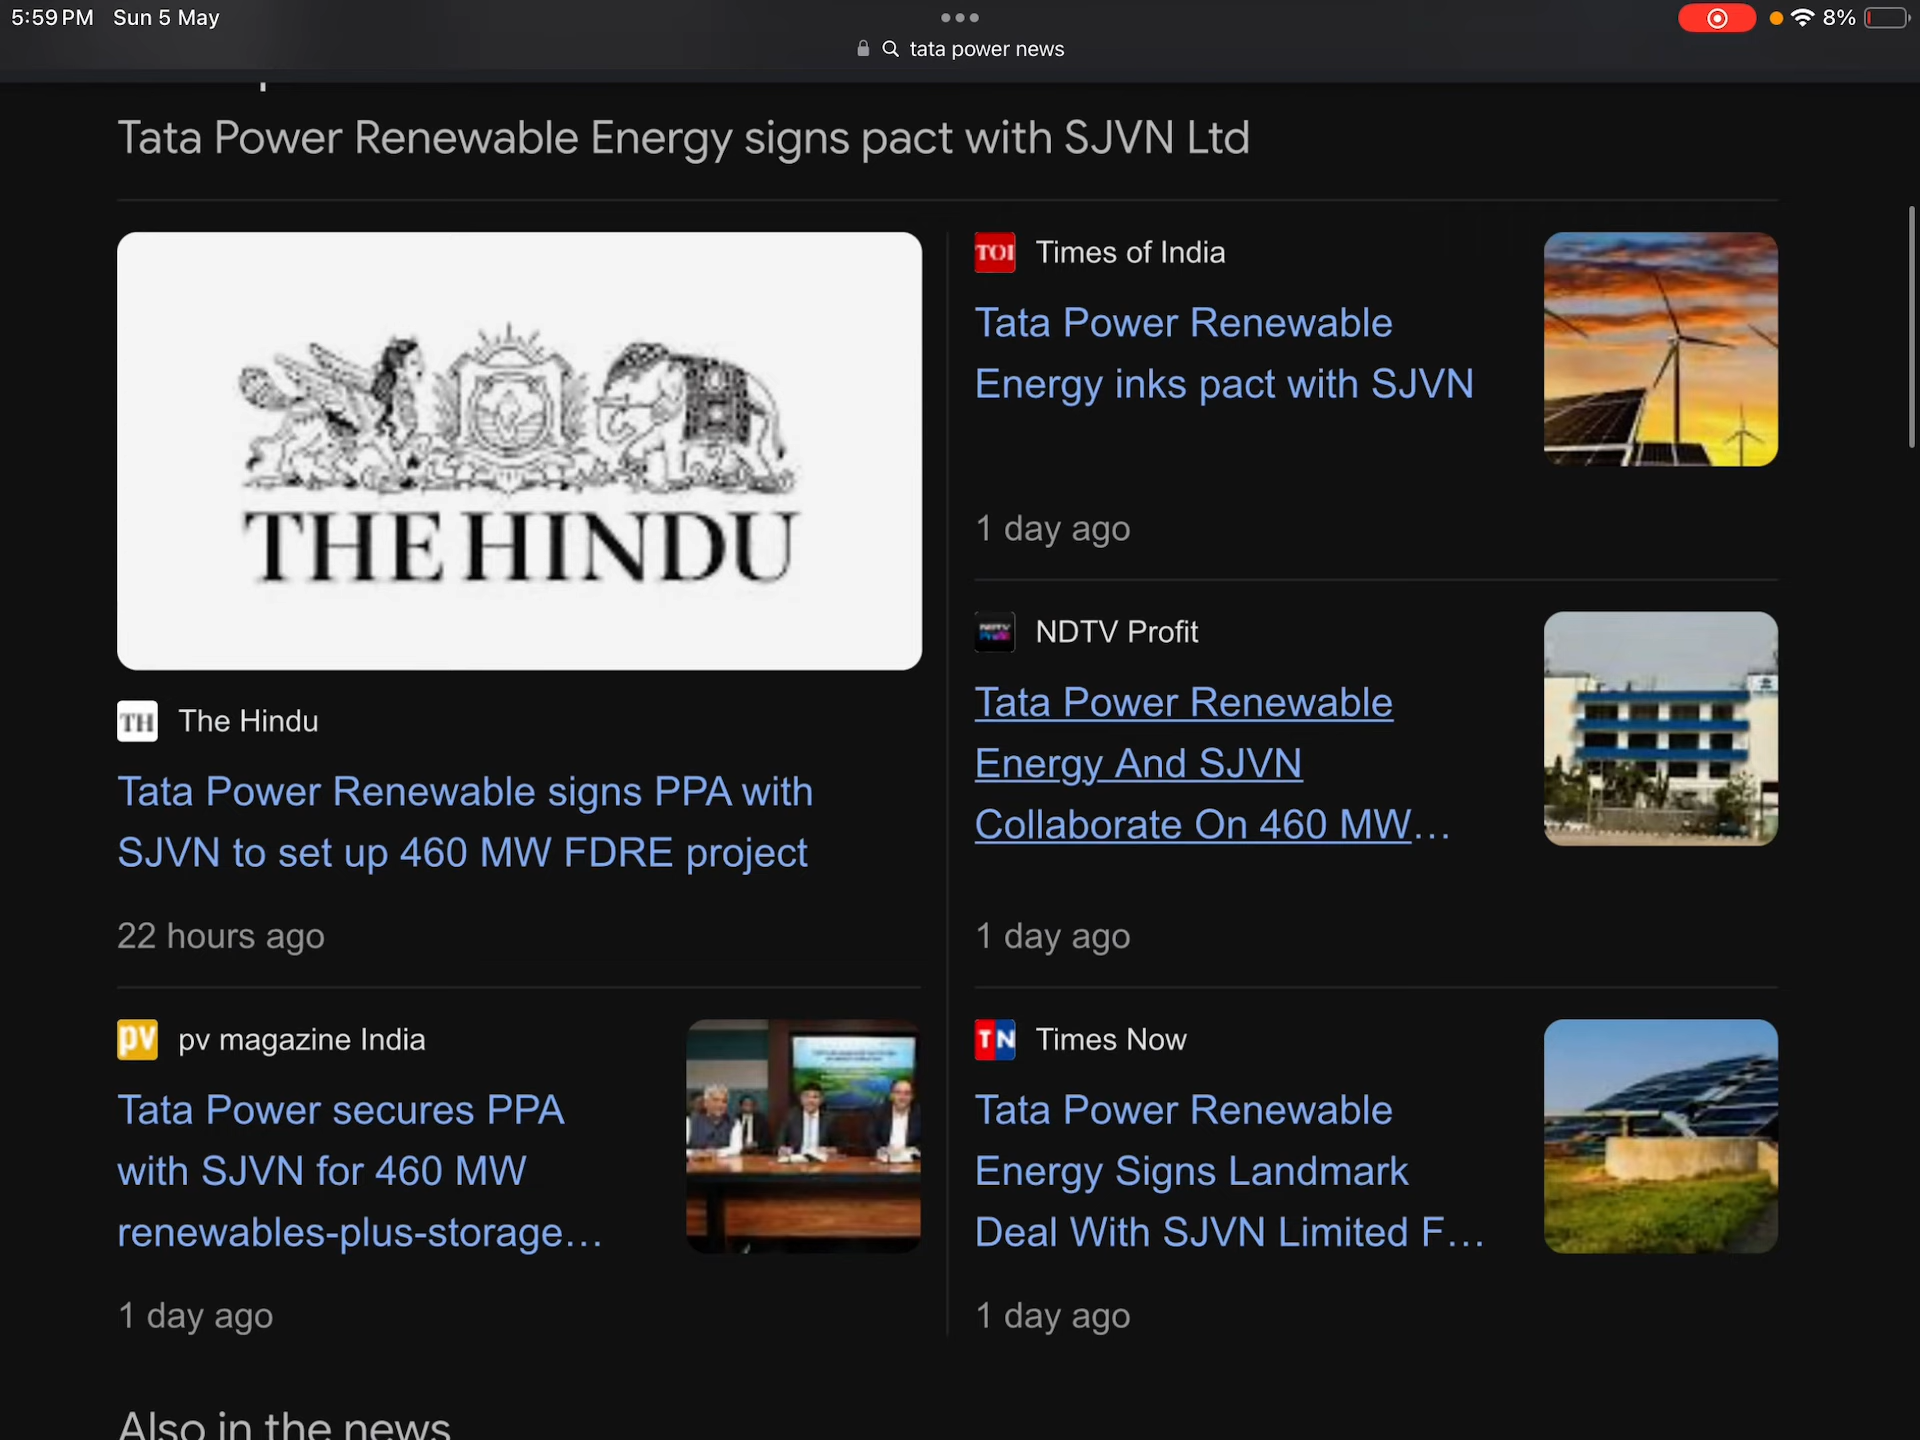 5:59 PM Sun 5 May
8%
tata power news
Tata Power Renewable Energy signs pact with SJVN Ltd
THE HINDU
TH The Hindu
Tata Power Renewable signs PPA with
SJVN to set up 460 MW FDRE project
22 hours ago
pv pv magazine India
Tata Power secures PPA
with SJVN for 460 MW
renewables-plus-storage...
1 day ago
TOI Times of India
Tata Power Renewable
Energy inks pact with SJVN
1 day ago
NDTV Profit NDTV Profit
Tata Power Renewable
Energy And SJVN
Collaborate On 460 MW...
1 day ago
TN Times Now
Tata Power Renewable
Energy Signs Landmark
Deal With SJVN Limited F...
1 day ago
Also in the news